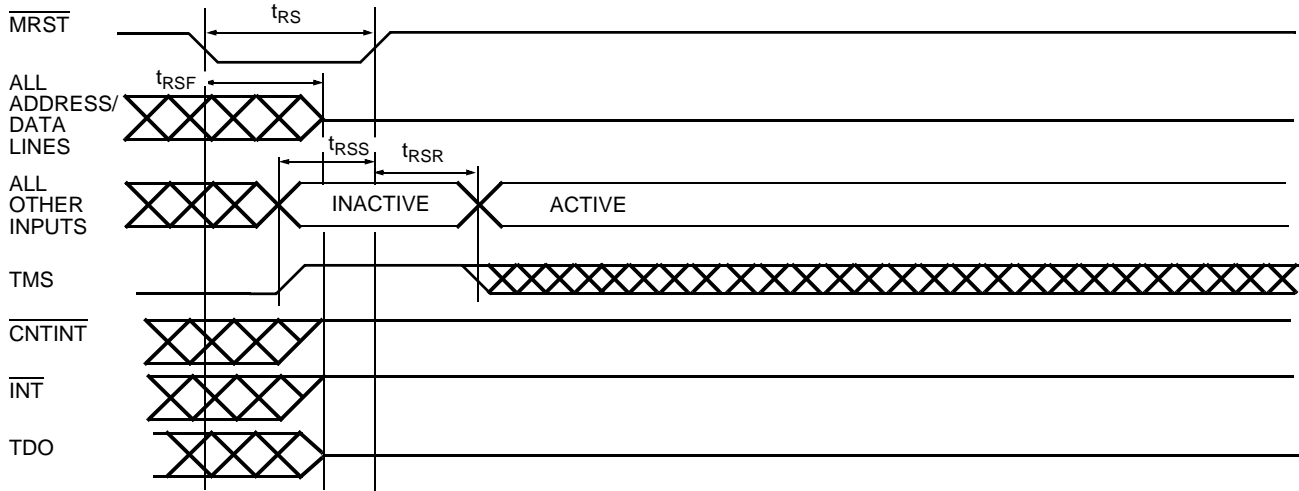 MRST
tRS
ALL
ADDRESS/
DATA
LINES
tRSF
tRSS
tRSR
ALL
OTHER
INPUTS
INACTIVE
ACTIVE
TMS
CNTINT
INT
TDO